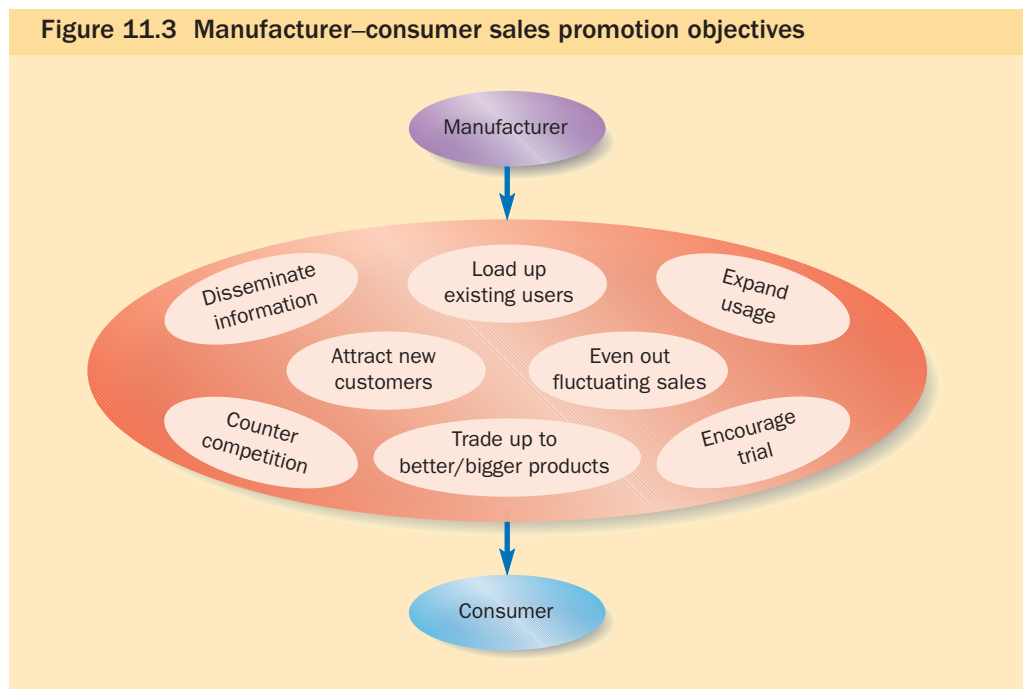 Figure 11.3 Manufacturer–consumer sales promotion objectives
Manufacturer
Disseminate
information
Load up
existing users
Expand
usage
Attract new
customers
Even out
fluctuating sales
Counter
competition
Trade up to
better/bigger products
Encourage
trial
Consumer